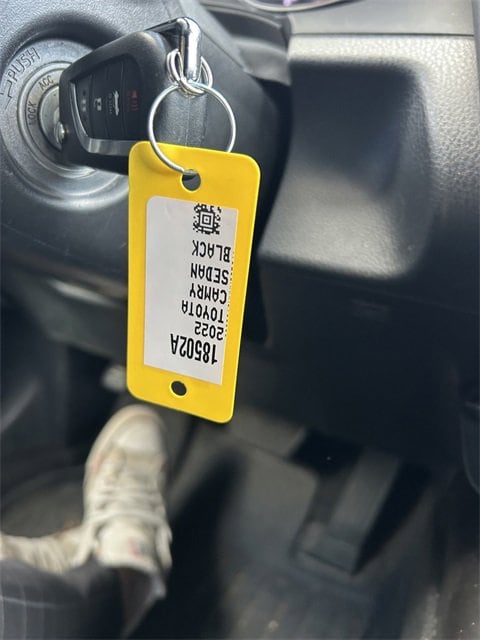 PUSH
LOCK ACC
18502A
2022
TOYOTA
CAMRY
SEDAN
BLACK